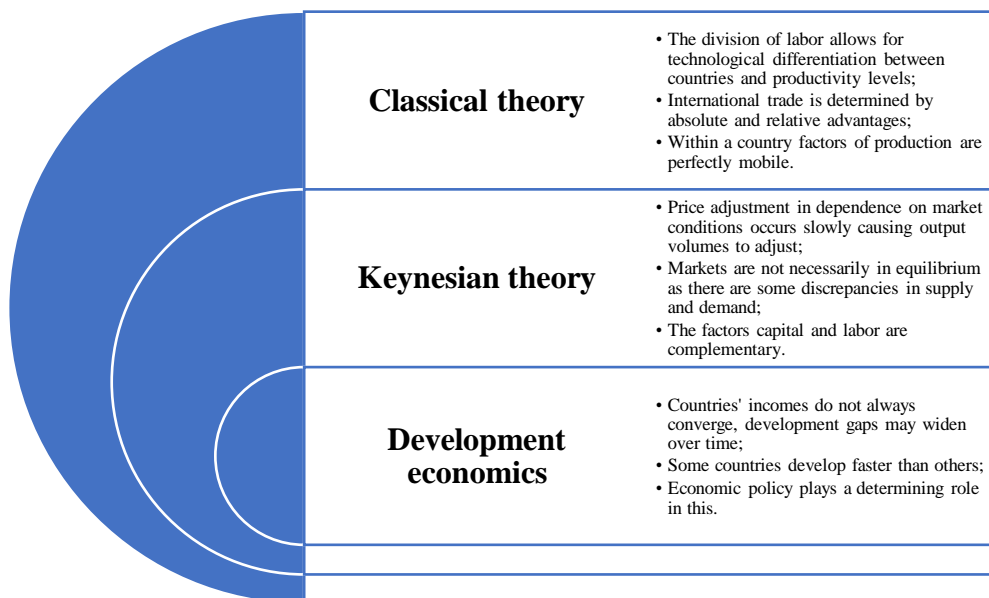 Classical theory
• The division of labor allows for
technological differentiation between
countries and productivity levels;
• International trade is determined by
absolute and relative advantages;
• Within a country factors of production are
perfectly mobile.
Keynesian theory
• Price adjustment in dependence on market
conditions occurs slowly causing output
volumes to adjust;
• Markets are not necessarily in equilibrium
as there are some discrepancies in supply
and demand;
• The factors capital and labor are
complementary.
Development
economics
• Countries' incomes do not always
converge, development gaps may widen
over time;
• Some countries develop faster than others;
• Economic policy plays a determining role
in this.